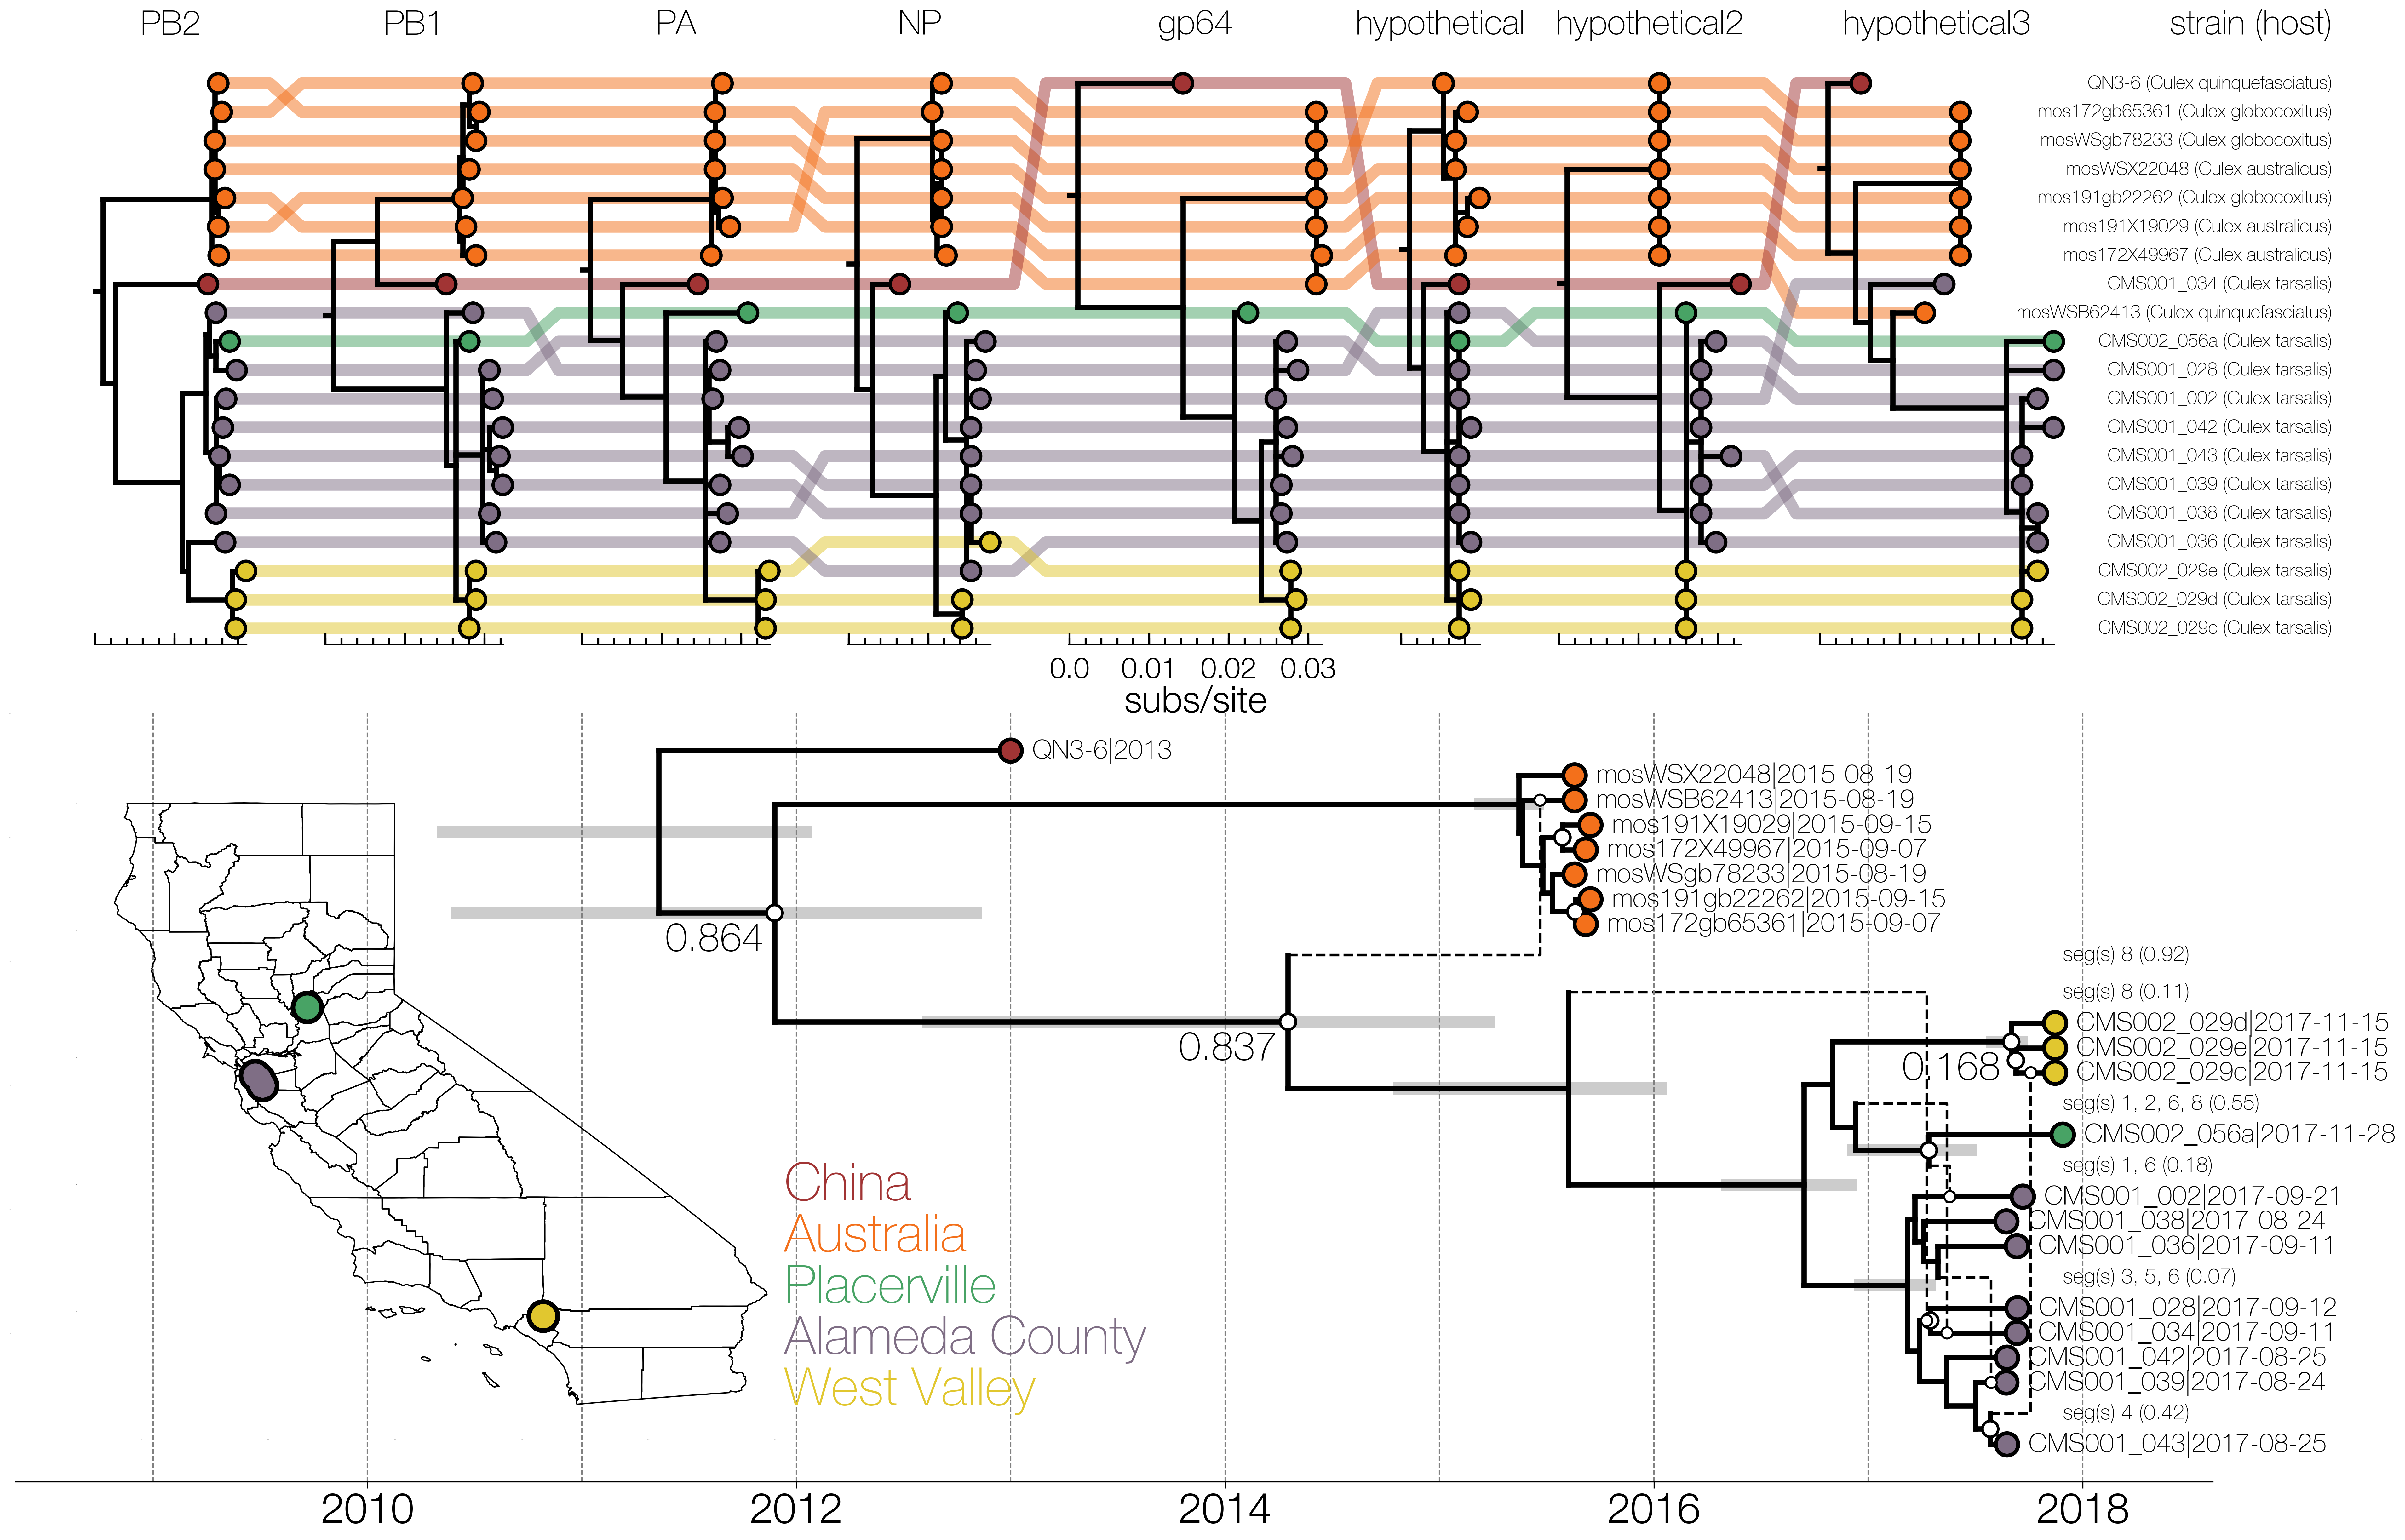 PB2 PB1 PA NP gp64 hypothetical hypothetical2 hypothetical3 strain (host)
QN3-6 (Culex quinquefasciatus)
mos172gb65361 (Culex globocoxitus)
mosWSgb78233 (Culex globocoxitus)
mosWSX22048 (Culex australicus)
mos191gb22262 (Culex globocoxitus)
mos191X19029 (Culex australicus)
mos172X49967 (Culex australicus)
CMS001_034 (Culex tarsalis)
mosWSB62413 (Culex quinquefasciatus)
CMS002_056a (Culex tarsalis)
CMS001_028 (Culex tarsalis)
CMS001_002 (Culex tarsalis)
CMS001_042 (Culex tarsalis)
CMS001_043 (Culex tarsalis)
CMS001_039 (Culex tarsalis)
CMS001_038 (Culex tarsalis)
CMS001_036 (Culex tarsalis)
CMS002_029e (Culex tarsalis)
CMS002_029d (Culex tarsalis)
CMS002_029c (Culex tarsalis)
0.0 0.01 0.02 0.03
subs/site
QN3-6|2013
mosWSX22048|2015-08-19
mosWSB62413|2015-08-19
mos191X19029|2015-09-15
mos172X49967|2015-09-07
mosWSgb78233|2015-08-19
mos191gb22262|2015-09-15
mos172gb65361|2015-09-07
0.864
seg(s) 8 (0.92)
seg(s) 8 (0.11)
CMS002_029d|2017-11-15
0.837
CMS002_029e|2017-11-15
0.168
CMS002_029c|2017-11-15
seg(s) 1, 2, 6, 8 (0.55)
CMS002_056a|2017-11-28
seg(s) 1, 6 (0.18)
CMS001_002|2017-09-21
CMS001_038|2017-08-24
CMS001_036|2017-09-11
seg(s) 3, 5, 6 (0.07)
CMS001_028|2017-09-12
CMS001_034|2017-09-11
CMS001_042|2017-08-25
CMS001_039|2017-08-24
seg(s) 4 (0.42)
CMS001_043|2017-08-25
China
Australia
Placerville
Alameda County
West Valley
2010 2012 2014 2016 2018